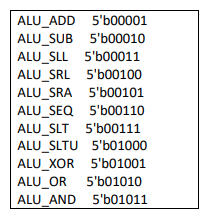 ALU_ADD 5'b00001
ALU_SUB 5'b00010
ALU_SLL 5'b00011
ALU_SRL 5'b00100
ALU_SRA 5'b00101
ALU_SEQ 5'b00110
ALU_SLT 5'b00111
ALU_SLTU 5'b01000
ALU_XOR 5'b01001
ALU_OR 5'b01010
ALU_AND 5'b01011